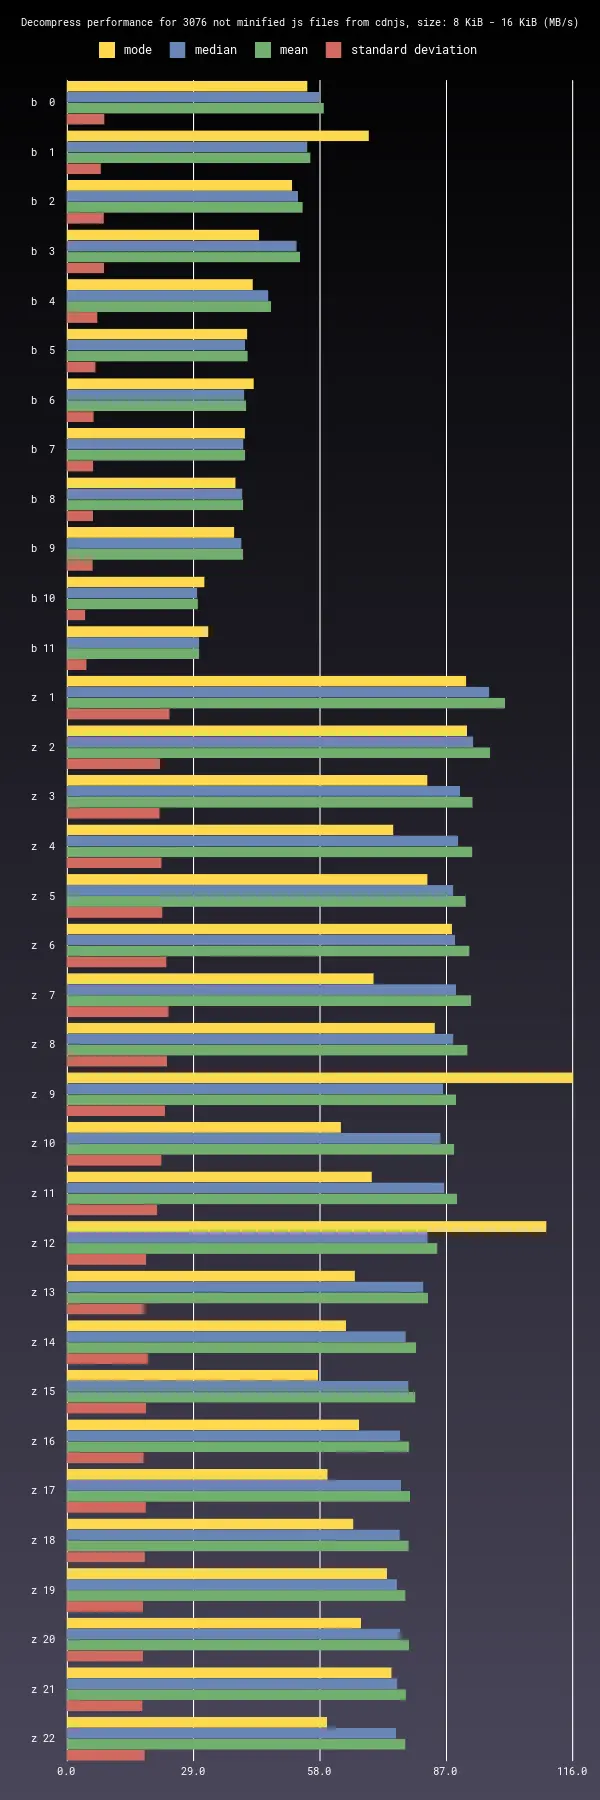 Decompress performance for 3076 not minified js files from cdnjs, size: 8 KiB - 16 KiB (MB/s)
mode median mean standard deviation
b 0
b 1
b 2
b 3
b 4
b 5
b 6
b 7
b 8
b 9
b 10
b 11
z 1
z 2
z 3
z 4
z 5
z 6
z 7
z 8
z 9
z 10
z 11
z 12
z 13
z 14
z 15
z 16
z 17
z 18
z 19
z 20
z 21
z 22
0.0 29.0 58.0 87.0 116.0